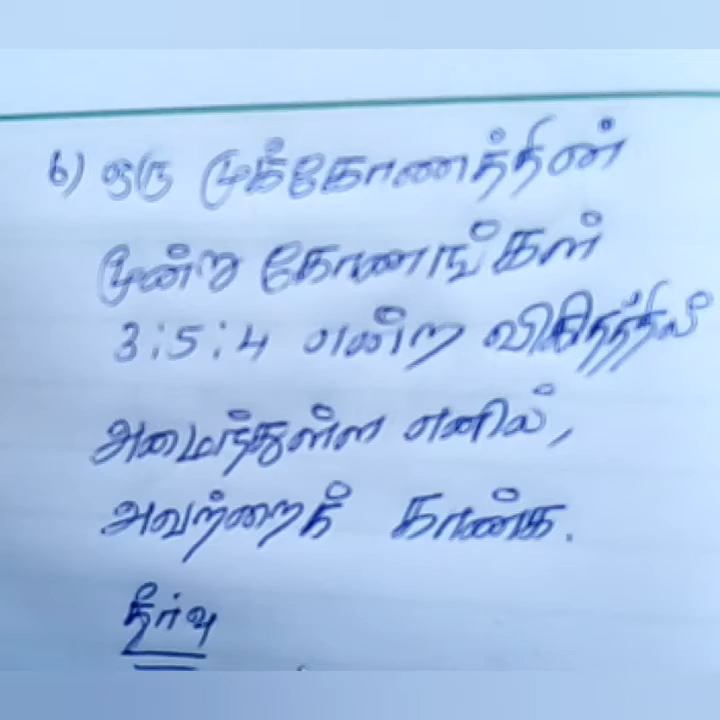 6) ஒரு முக்கோணத்தின்
மூன்று கோணங்கள்
3:5:4 என்ற விகிதத்தில்
அமைந்துள்ள எனில்,
அவற்றைக் காண்க.
தீர்வு